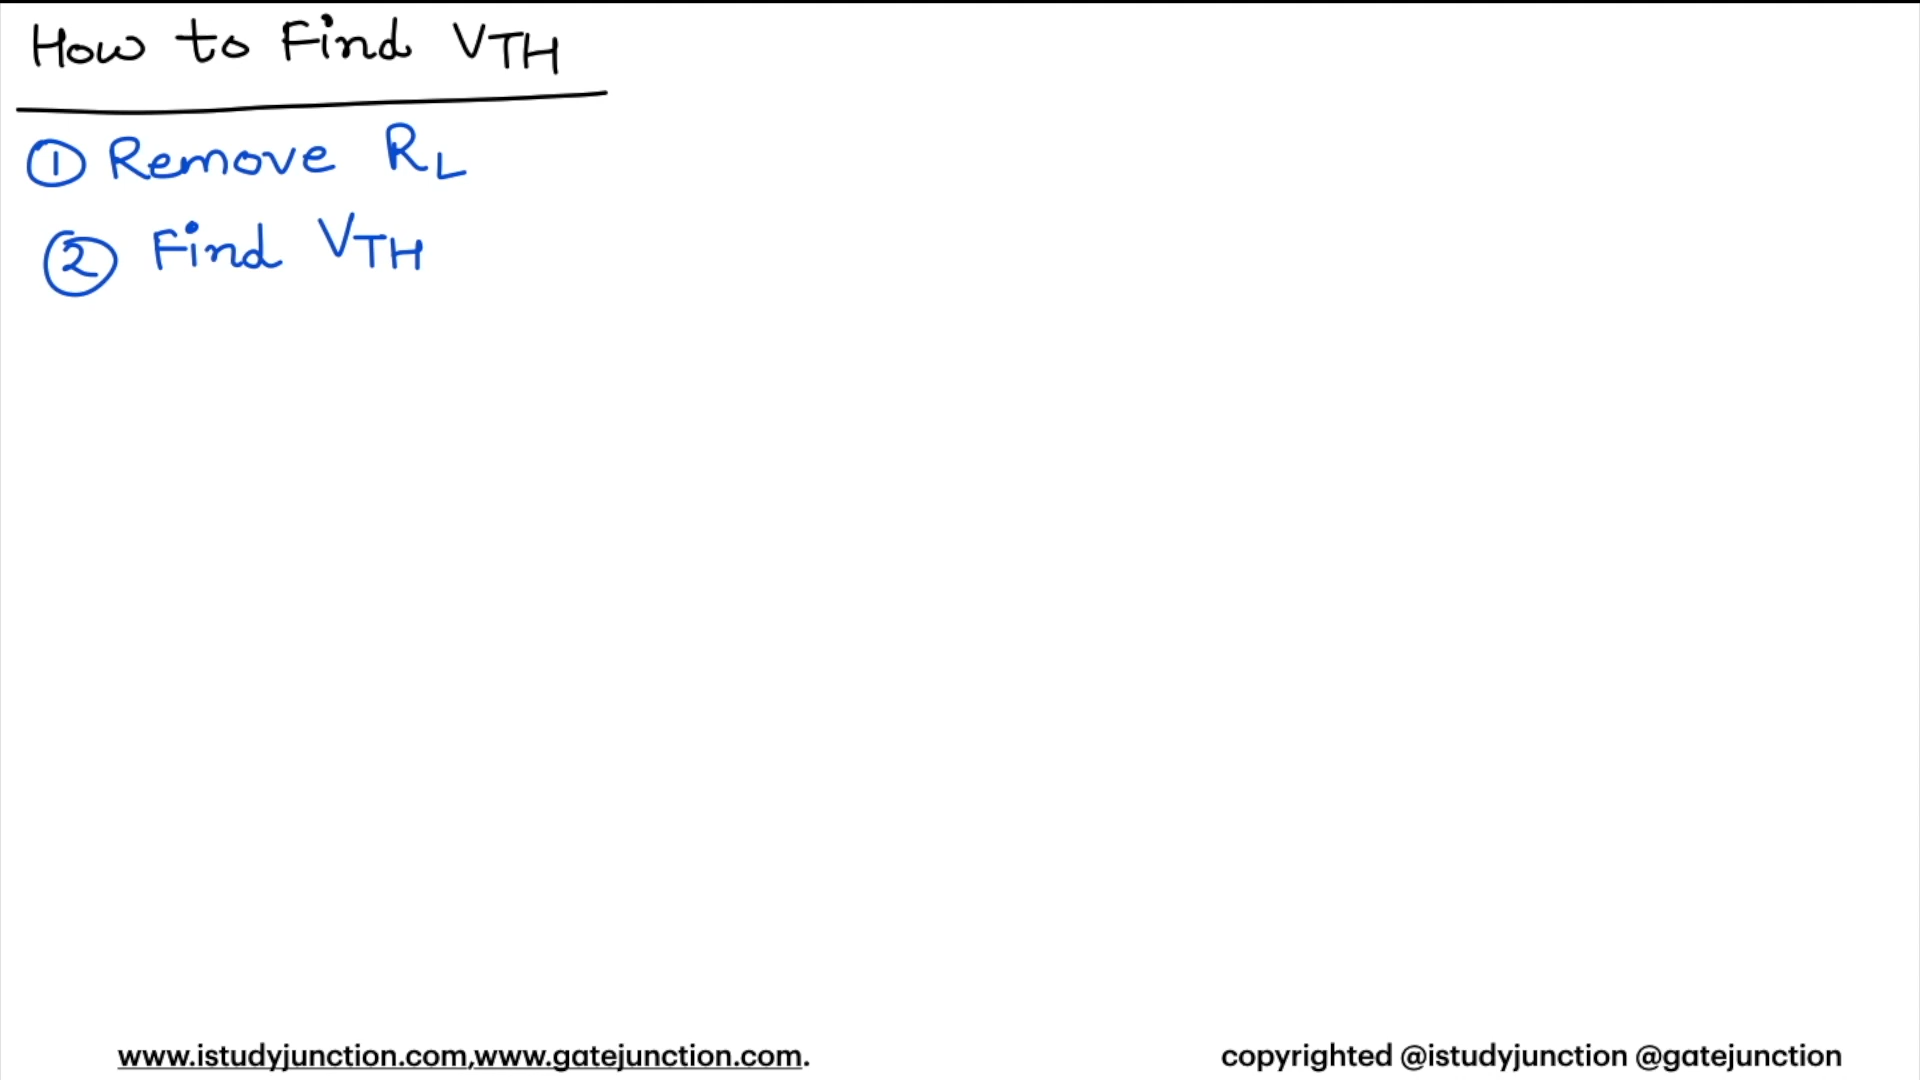 How to Find VTH
① Remove RL
② Find VTH
www.istudyjunction.com,www.gatejunction.com.
copyrighted @istudyjunction @gatejunction